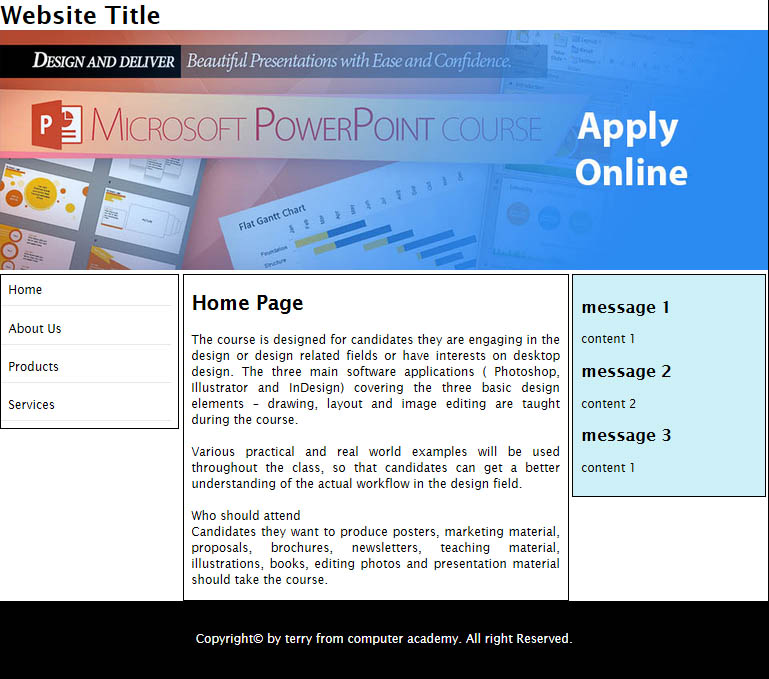 Website Title
DESIGN AND DELIVER Beautiful Presentations with Ease and Confidence.
MICROSOFT POWERPOINT COURSE
Apply
Online
Flat Gantt Chart
Foundation
Structure
Home
About Us
Products
Services
Home Page
The course is designed for candidates they are engaging in the
design or design related fields or have interests on desktop
design. The three main software applications ( Photoshop,
Illustrator and InDesign) covering the three basic design
elements – drawing, layout and image editing are taught
during the course.
Various practical and real world examples will be used
throughout the class, so that candidates can get a better
understanding of the actual workflow in the design field.
Who should attend
Candidates they want to produce posters, marketing material,
proposals, brochures, newsletters, teaching material,
illustrations, books, editing photos and presentation material
should take the course.
message 1
content 1
message 2
content 2
message 3
content 1
Copyright© by terry from computer academy. All right Reserved.